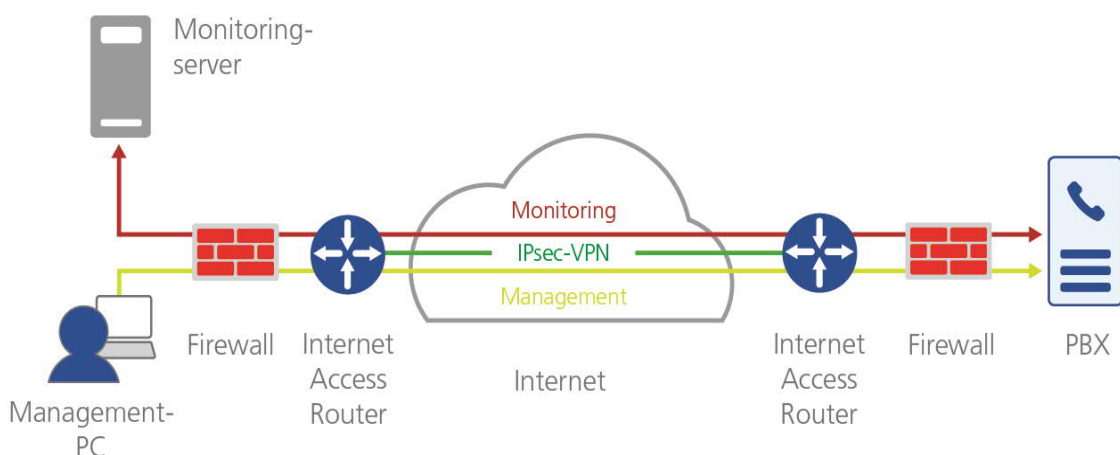 Monitoring-
server
Monitoring
IPsec-VPN
Management
Firewall
Internet
Access
Router
Internet
Internet
Access
Router
Firewall
PBX
Management-
PC